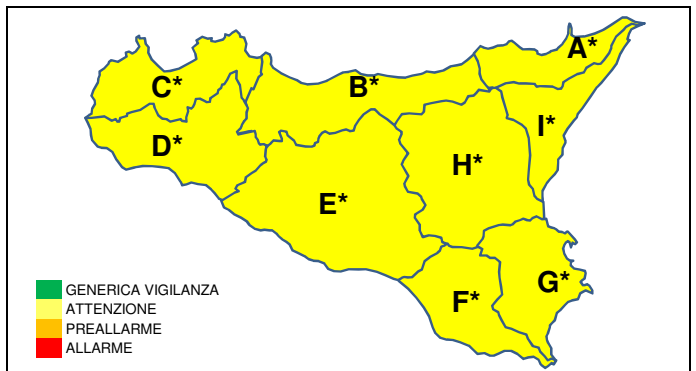 A*
C*
B*
I*
D*
H*
E*
G*
F*
GENERICA VIGILANZA
ATTENZIONE
PREALLARME
ALLARME